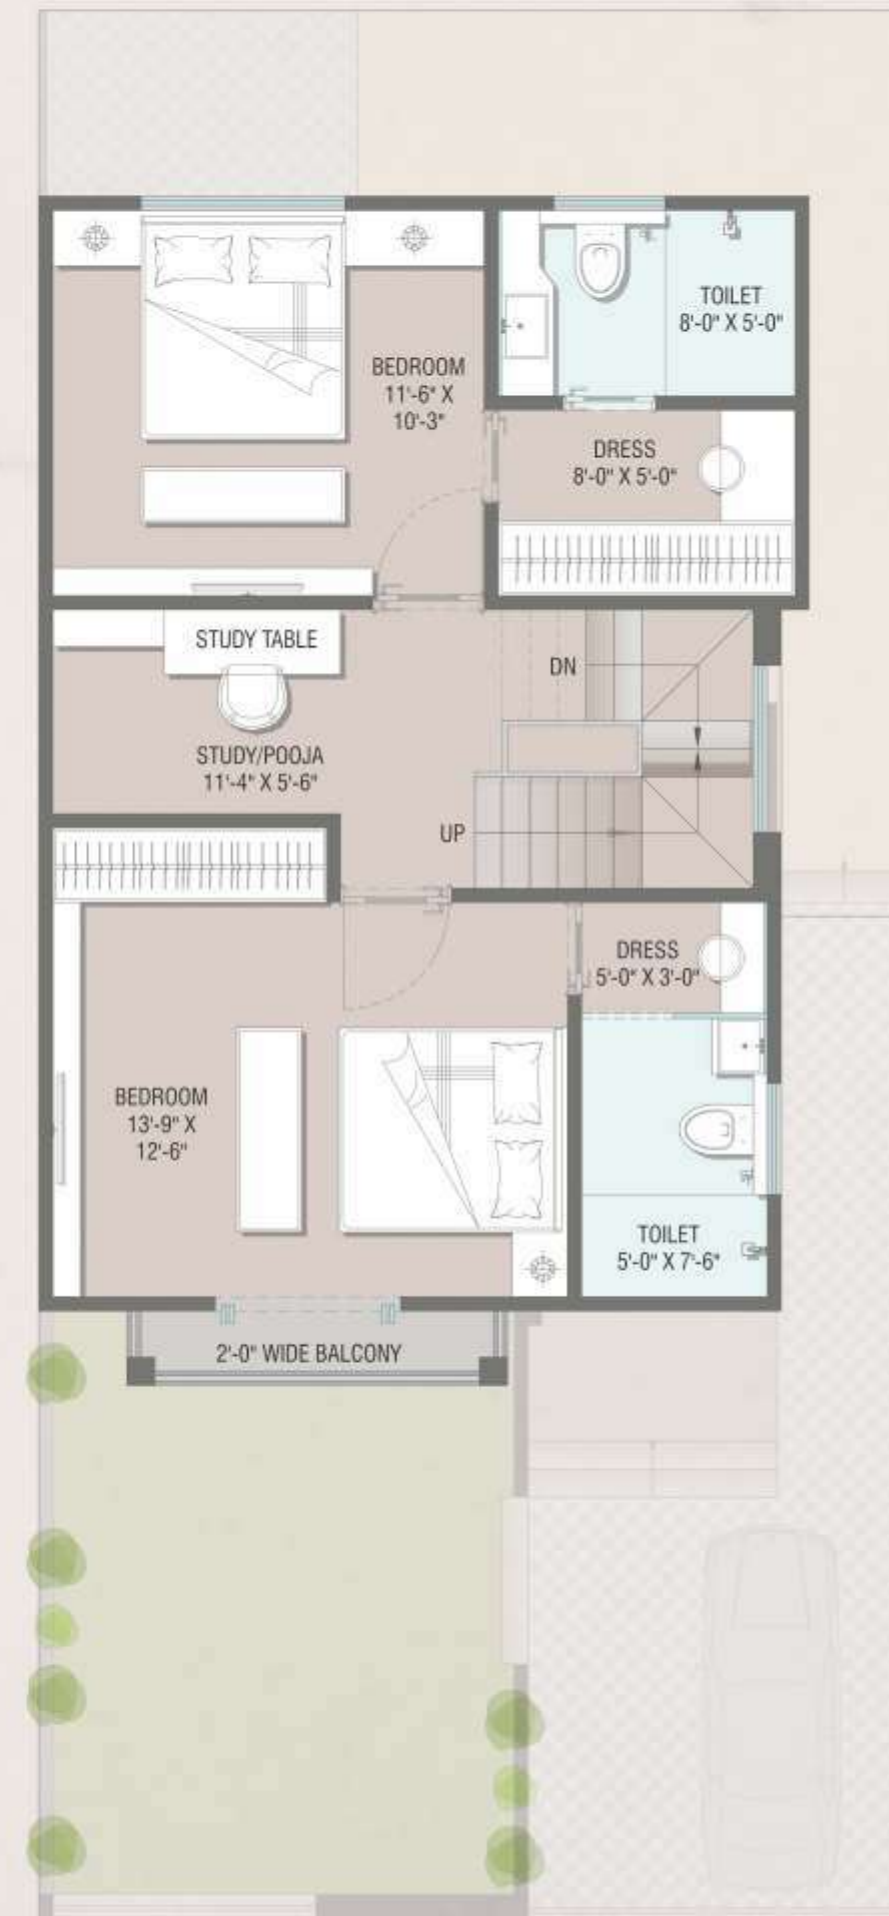 TOILET
8'-0" X 5'-0"
BEDROOM
11'-6" X
10'-3"
DRESS
8'-0" X 5'-0"
STUDY TABLE
DN
STUDY/POOJA
11'-4" X 5'-6"
UP
DRESS
5'-0" X 3'-0"
BEDROOM
13'-9" X
12'-6"
TOILET
5'-0" X 7'-6"
2'-0" WIDE BALCONY